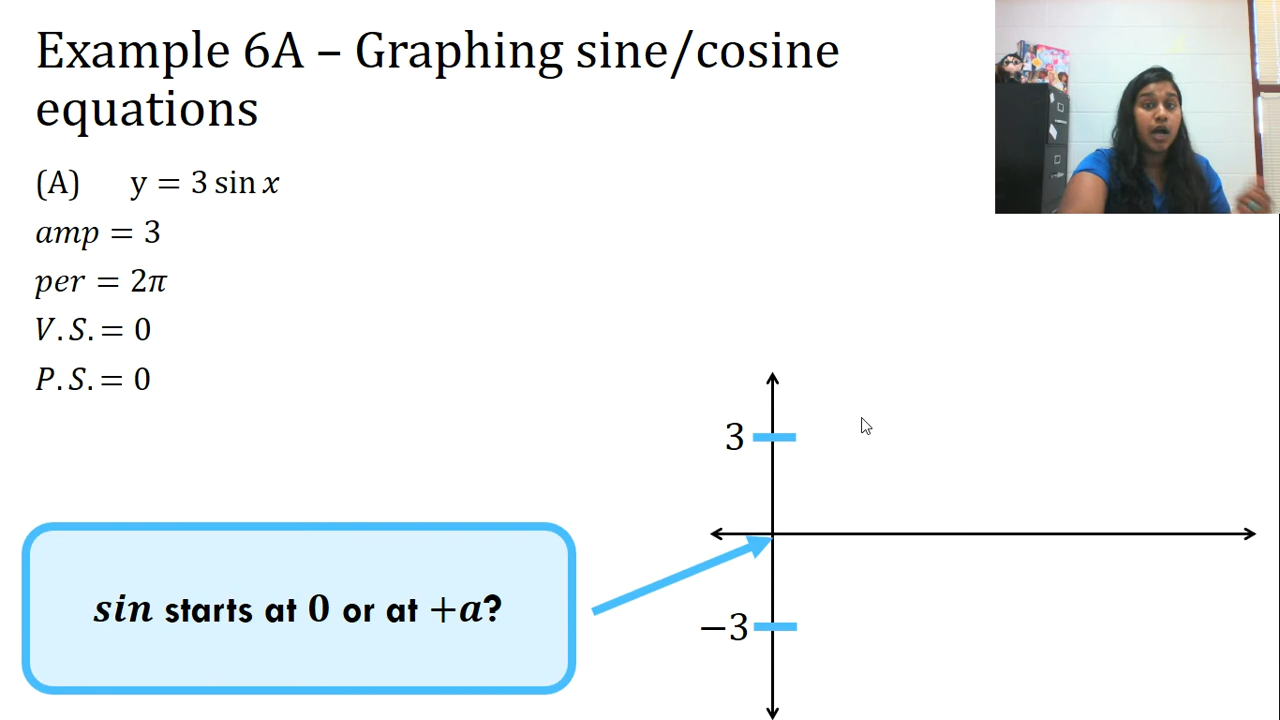 Example 6A – Graphing sine/cosine
equations
(A) y = 3 sin x
amp = 3
per = 2π
V.S. = 0
P.S. = 0
3
sin starts at 0 or at +a?
−3